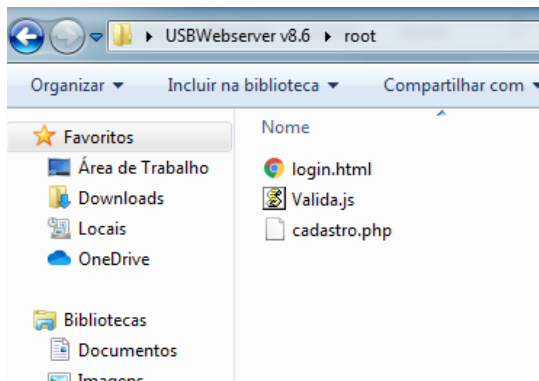 USBWebserver v8.6 ▸ root
Organizar Incluir na biblioteca Compartilhar com
Favoritos
Área de Trabalho
Downloads
Locais
OneDrive
Bibliotecas
Documentos
Imagens
Nome
login.html
Valida.js
cadastro.php